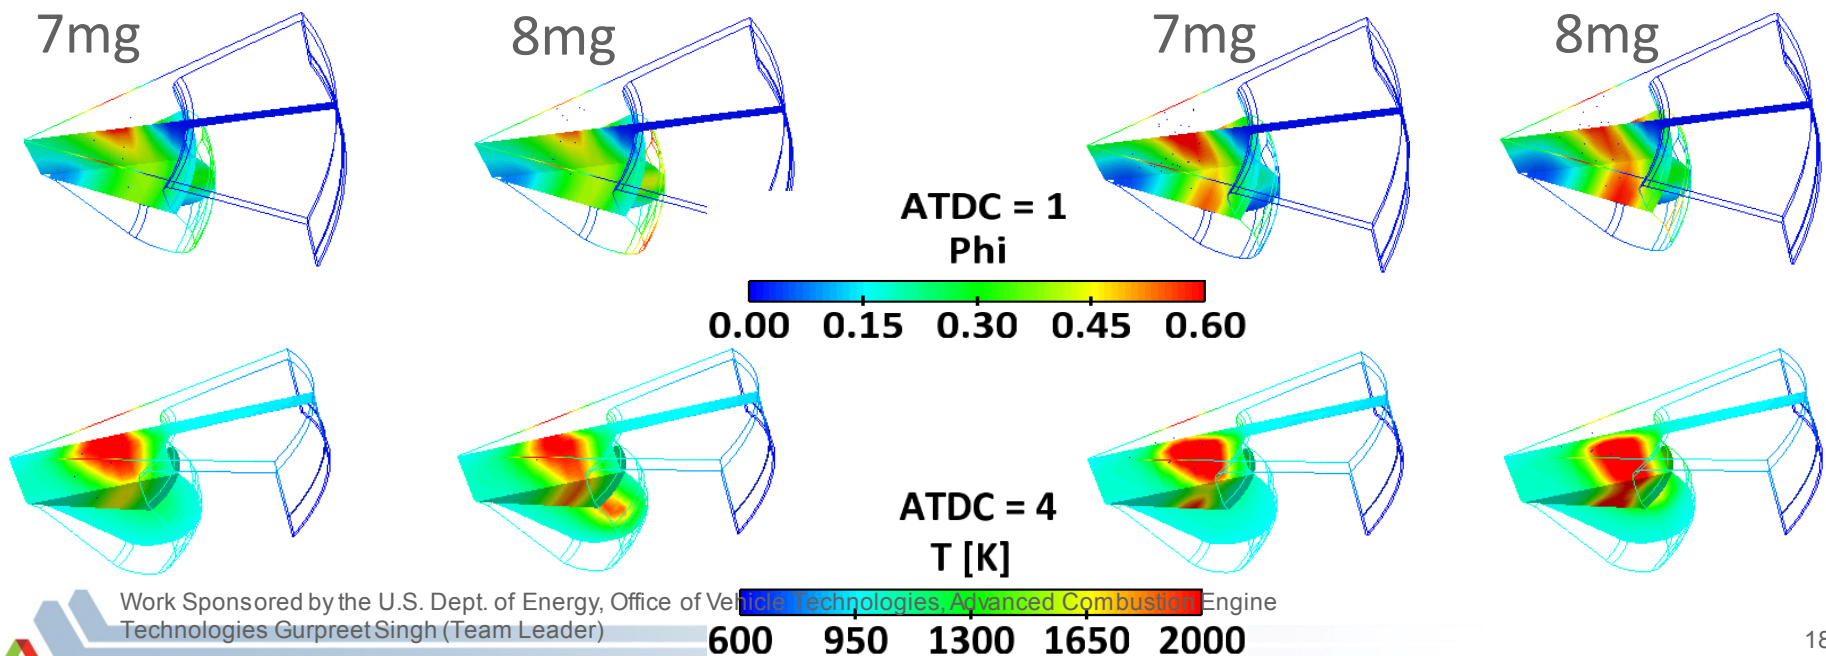 7mg
8mg
7mg
8mg
ATDC = 1
Phi
0.00 0.15 0.30 0.45 0.60
ATDC = 4
T [K]
Work Sponsored by the U.S. Dept. of Energy, Office of Vehicle Technologies, Advanced Combustion Engine
Technologies Gurpreet Singh (Team Leader)
600 950 1300 1650 2000
18